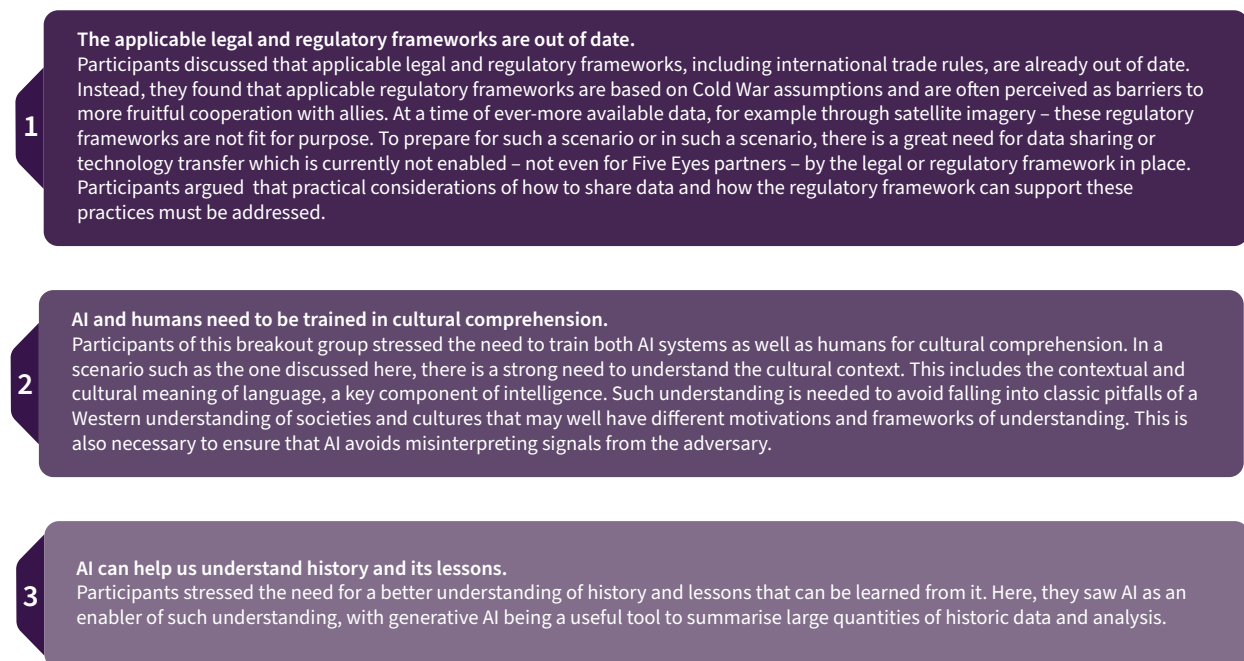 The applicable legal and regulatory frameworks are out of date.
Participants discussed that applicable legal and regulatory frameworks, including international trade rules, are already out of date.
Instead, they found that applicable regulatory frameworks are based on Cold War assumptions and are often perceived as barriers to
more fruitful cooperation with allies. At a time of ever-more available data, for example through satellite imagery – these regulatory
1
frameworks are not fit for purpose. To prepare for such a scenario or in such a scenario, there is a great need for data sharing or
technology transfer which is currently not enabled – not even for Five Eyes partners – by the legal or regulatory framework in place.
Participants argued that practical considerations of how to share data and how the regulatory framework can support these
practices must be addressed.
AI and humans need to be trained in cultural comprehension.
Participants of this breakout group stressed the need to train both AI systems as well as humans for cultural comprehension. In a
scenario such as the one discussed here, there is a strong need to understand the cultural context. This includes the contextual and
2
cultural meaning of language, a key component of intelligence. Such understanding is needed to avoid falling into classic pitfalls of a
Western understanding of societies and cultures that may well have different motivations and frameworks of understanding. This is
also necessary to ensure that AI avoids misinterpreting signals from the adversary.
AI can help us understand history and its lessons.
3
Participants stressed the need for a better understanding of history and lessons that can be learned from it. Here, they saw AI as an
enabler of such understanding, with generative AI being a useful tool to summarise large quantities of historic data and analysis.